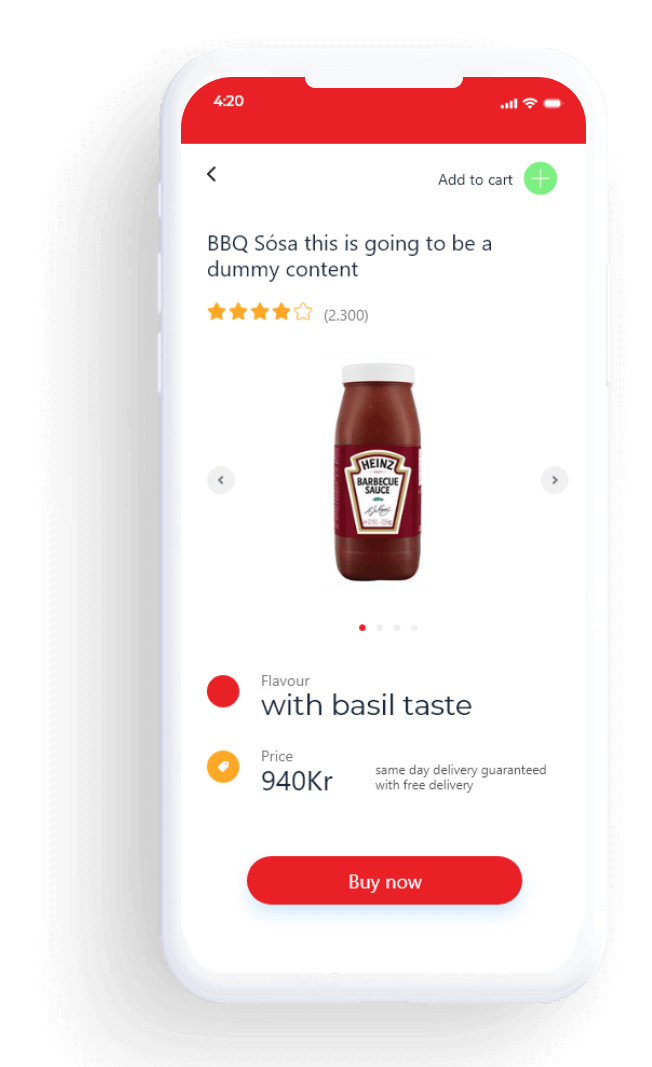 4:20
Add to cart
BBQ Sósa this is going to be a
dummy content
(2.300)
HEINZ
BARBECUE
SAUCE
Flavour
with basil taste
Price
940Kr
same day delivery guaranteed
with free delivery
Buy now